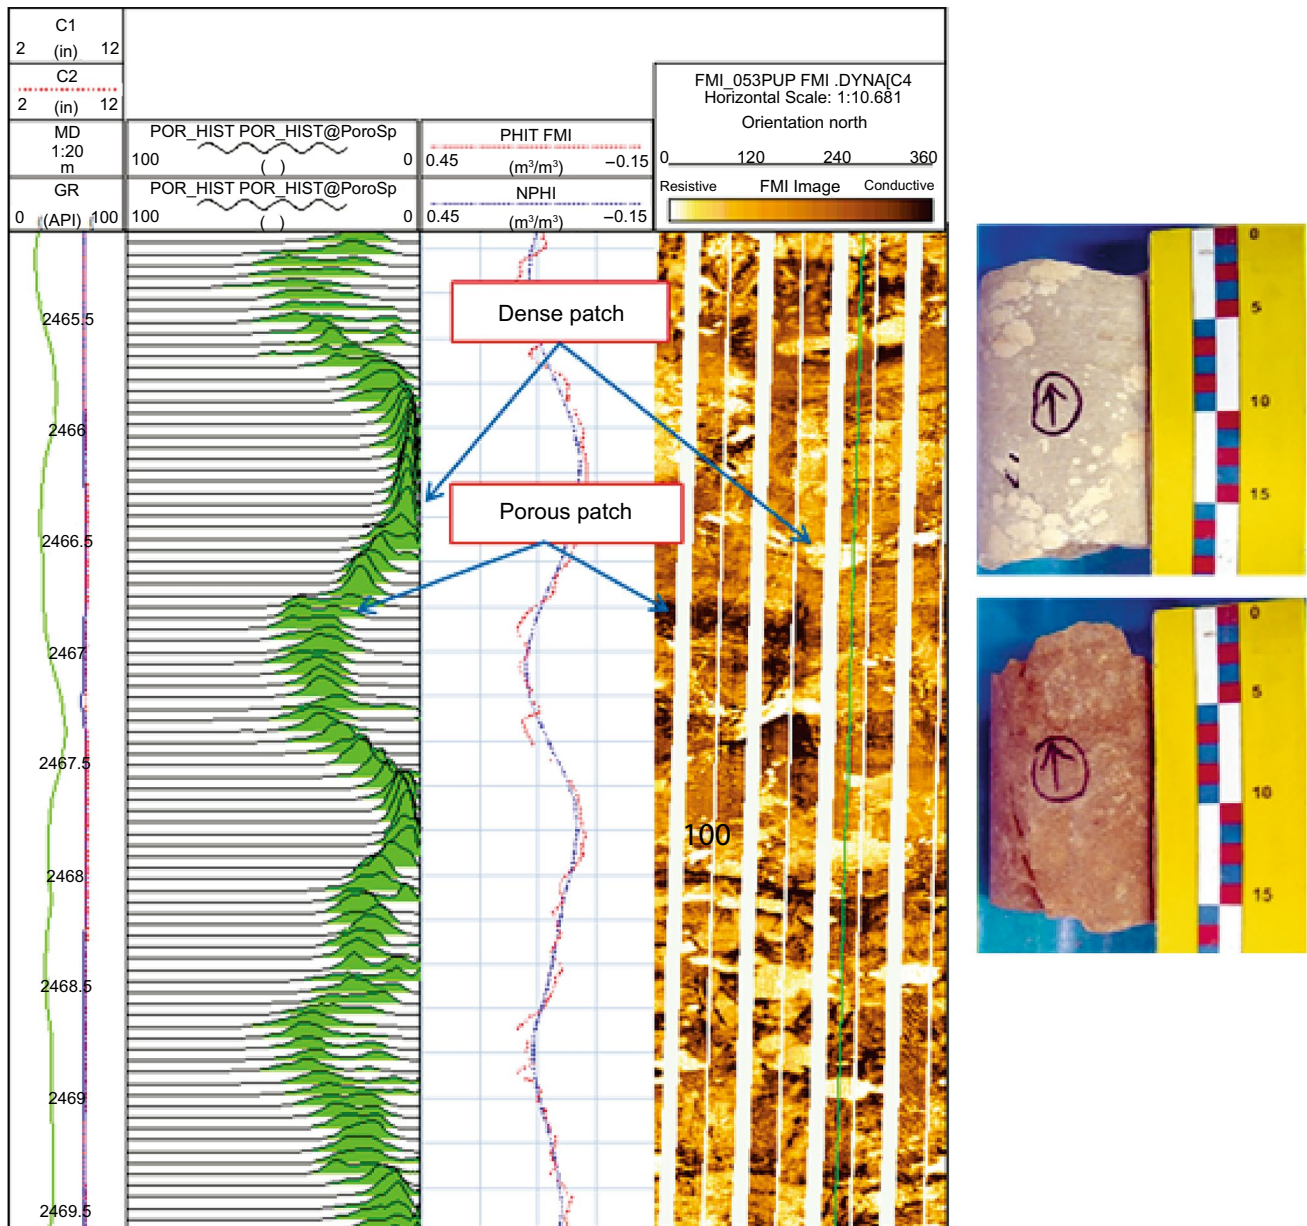 C1
2 (in) 12
C2
2 (in) 12
MD
1:20
m
GR
0 (API) 100
POR_HIST POR_HIST@PoroSp
100 ( ) 0
POR_HIST POR_HIST@PoroSp
100 ( ) 0
PHIT FMI
0.45 (m³/m³) −0.15
NPHI
0.45 (m³/m³) −0.15
FMI_053PUP FMI .DYNA[C4
Horizontal Scale: 1:10.681
Orientation north
0 120 240 360
Resistive FMI Image Conductive
2465.5
2466
2466.5
2467
2467.5
2468
2468.5
2469
2469.5
Dense patch
Porous patch
100
0
5
10
15
0
5
10
15